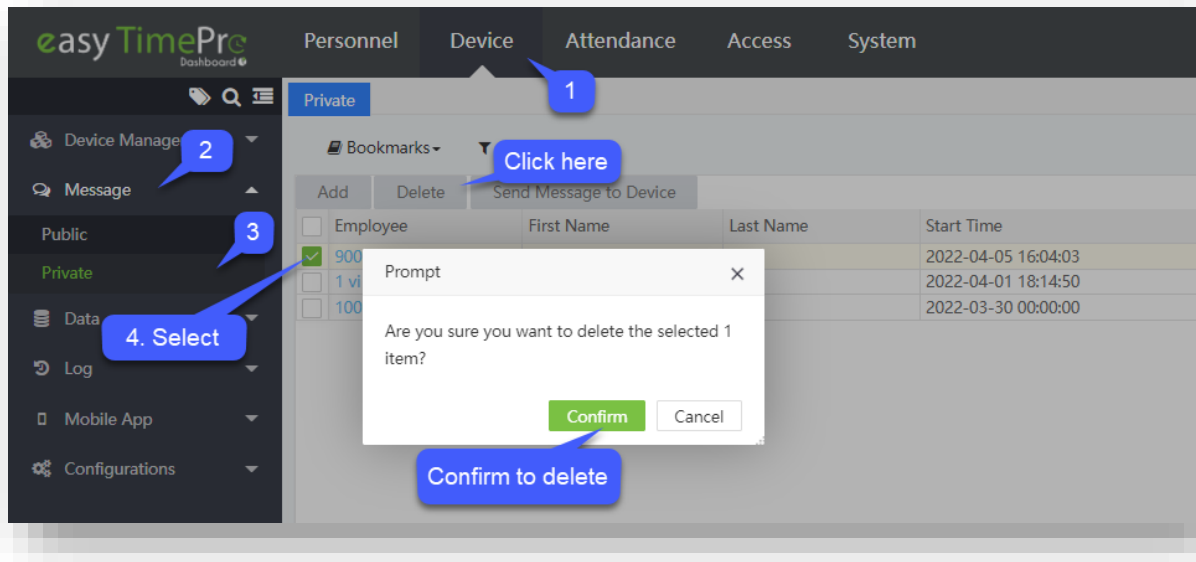 easy TimePro
Dashboard
Personnel
Device
Attendance
Access
System
1
Private
Device Manage
2
Bookmarks
Click here
Message
Add
Delete
Send Message to Device
Public
3
Employee
First Name
Last Name
Start Time
Private
900
2022-04-05 16:04:03
1 vi
2022-04-01 18:14:50
100
2022-03-30 00:00:00
Prompt
Are you sure you want to delete the selected 1
item?
Confirm
Cancel
Confirm to delete
Data
4. Select
Log
Mobile App
Configurations